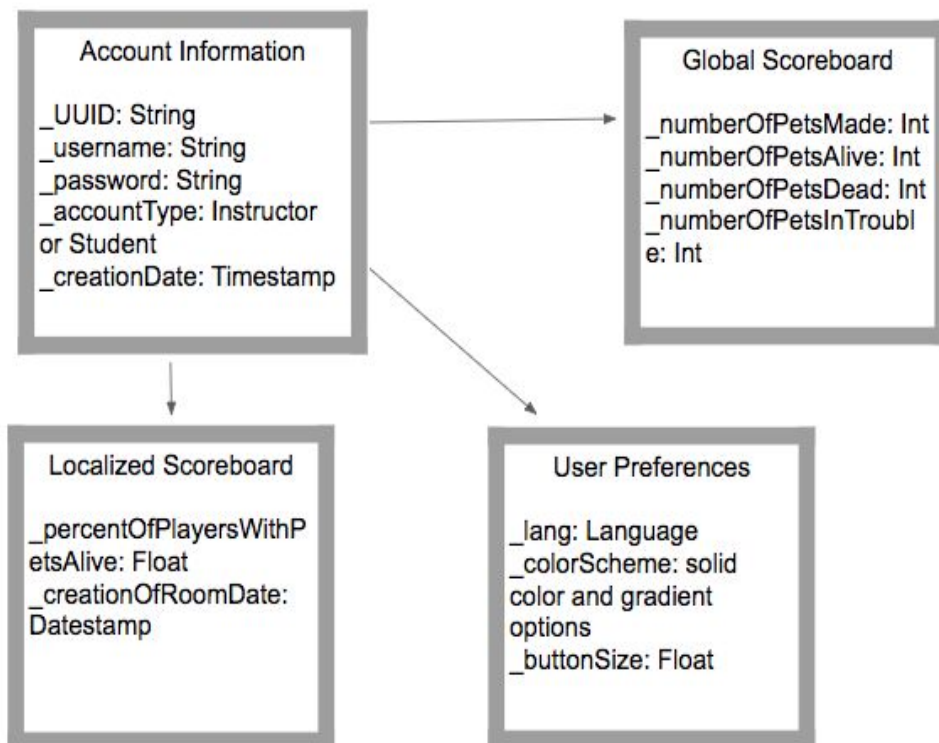 Account Information
_UUID: String
_username: String
_password: String
_accountType: Instructor
or Student
_creationDate: Timestamp
Global Scoreboard
_numberOfPetsMade: Int
_numberOfPetsAlive: Int
_numberOfPetsDead: Int
_numberOfPetsInTroubl
e: Int
Localized Scoreboard
_percentOfPlayersWithP
etsAlive: Float
_creationOfRoomDate:
Datestamp
User Preferences
_lang: Language
_colorScheme: solid
color and gradient
options
_buttonSize: Float